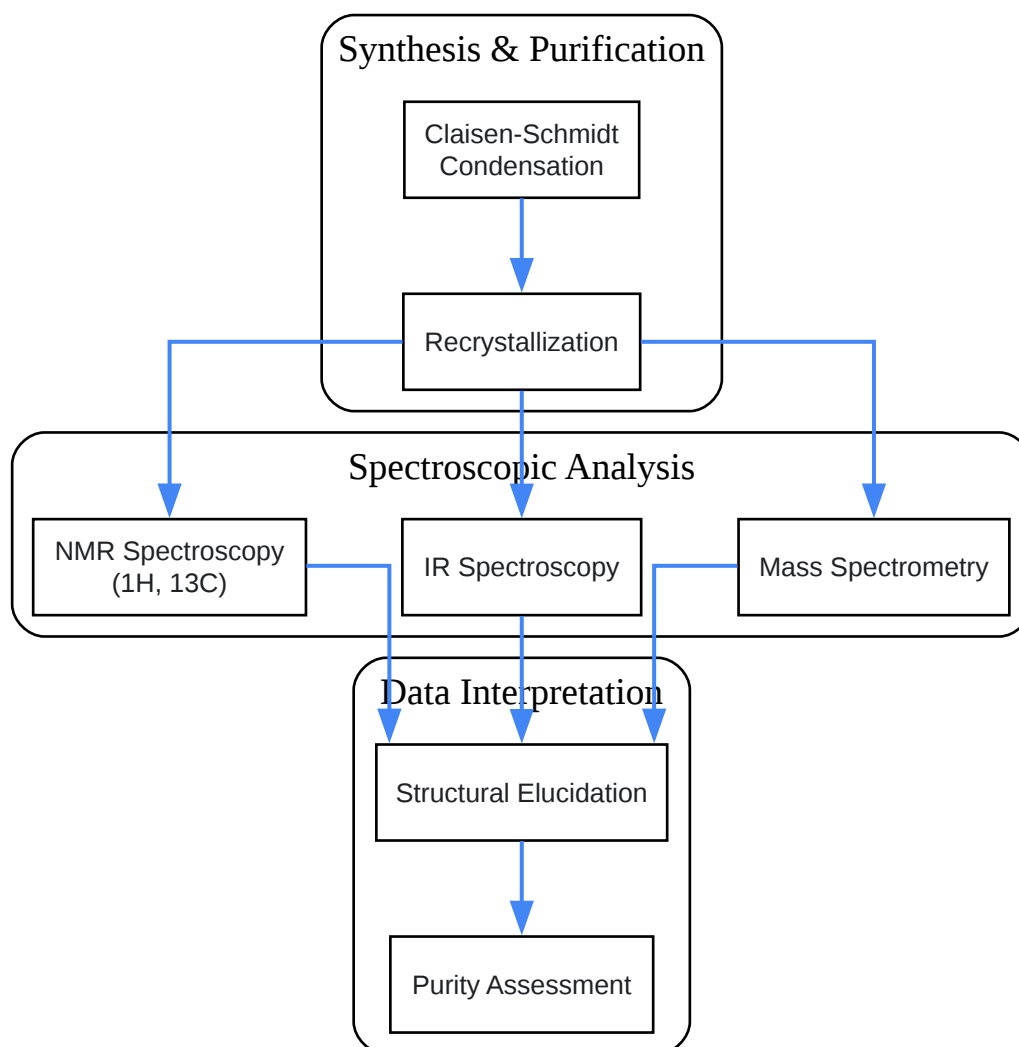 Synthesis & Purification
Claisen-Schmidt
Condensation
Recrystallization
Spectroscopic Analysis
NMR Spectroscopy
(1H, 13C)
IR Spectroscopy
Mass Spectrometry
Data Interpretation
Structural Elucidation
Purity Assessment